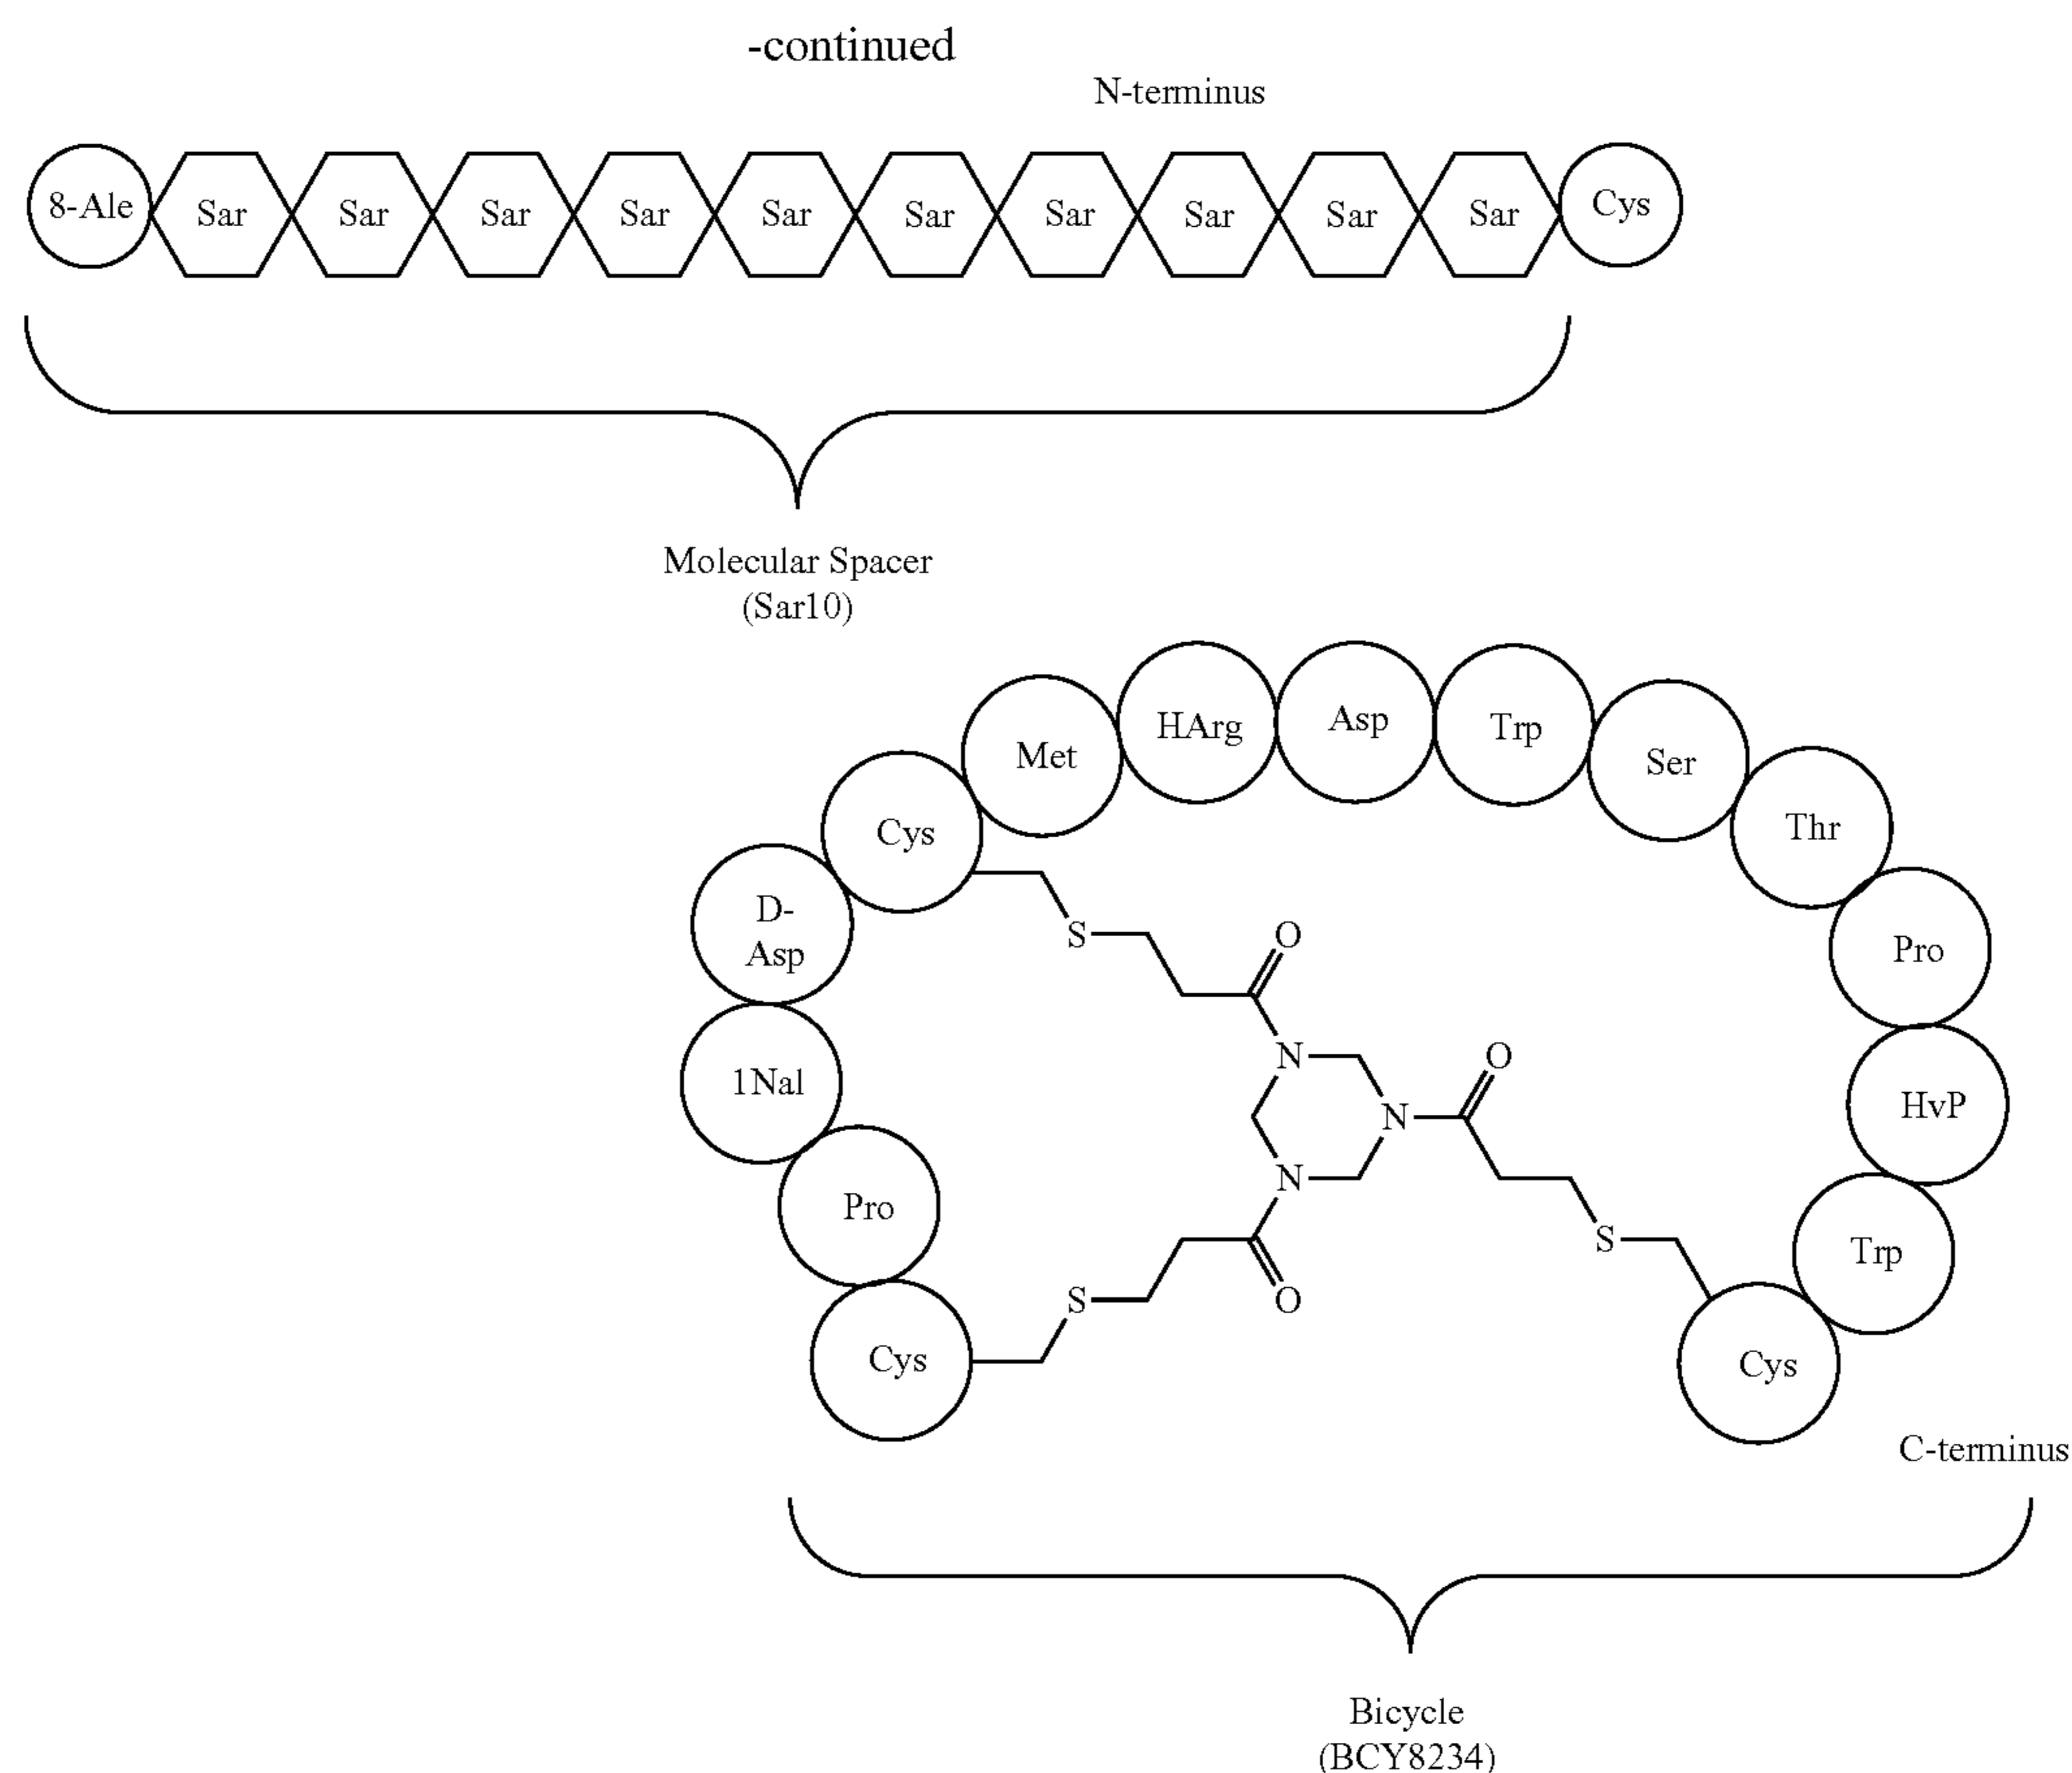 -continued
N-terminus
8-Ale Sar Sar Sar Sar Sar Sar Sar Sar Sar Sar Cys
Molecular Spacer
(Sar10)
Met HArg Asp Trp Ser
Cys Thr
D-
Asp
Pro
1Nal HvP
Pro Trp
Cys Cys
S O
N O
N
N S
S O
C-terminus
Bicycle
(BCY8234)